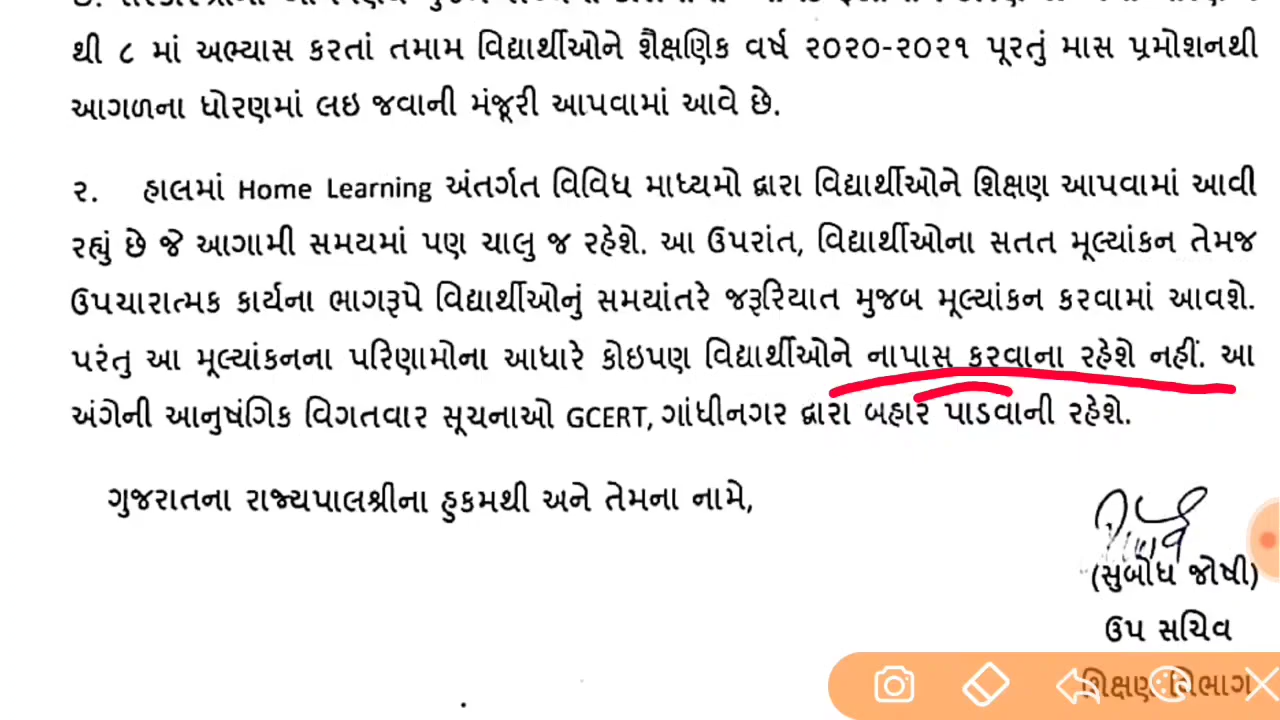 થી ૮ માં અભ્યાસ કરતાં તમામ વિદ્યાર્થીઓને શૈક્ષણિક વર્ષ ૨૦૨૦-૨૦૨૧ પૂરતું માસ પ્રમોશનથી
આગળના ધોરણમાં લઇ જવાની મંજૂરી આપવામાં આવે છે.
૨. હાલમાં Home Learning અંતર્ગત વિવિધ માધ્યમો દ્વારા વિદ્યાર્થીઓને શિક્ષણ આપવામાં આવી
રહ્યું છે જે આગામી સમયમાં પણ ચાલુ જ રહેશે. આ ઉપરાંત, વિદ્યાર્થીઓના સતત મૂલ્યાંકન તેમજ
ઉપચારાત્મક કાર્યના ભાગરૂપે વિદ્યાર્થીઓનું સમયાંતરે જરૂરિયાત મુજબ મૂલ્યાંકન કરવામાં આવશે.
પરંતુ આ મૂલ્યાંકનના પરિણામોના આધારે કોઇપણ વિદ્યાર્થીઓને નાપાસ કરવાના રહેશે નહીં. આ
અંગેની આનુષંગિક વિગતવાર સૂચનાઓ GCERT, ગાંધીનગર દ્વારા બહાર પાડવાની રહેશે.
ગુજરાતના રાજ્યપાલશ્રીના હુકમથી અને તેમના નામે,
(સુબોધ જોષી)
ઉપ સચિવ
શિક્ષણ વિભાગ